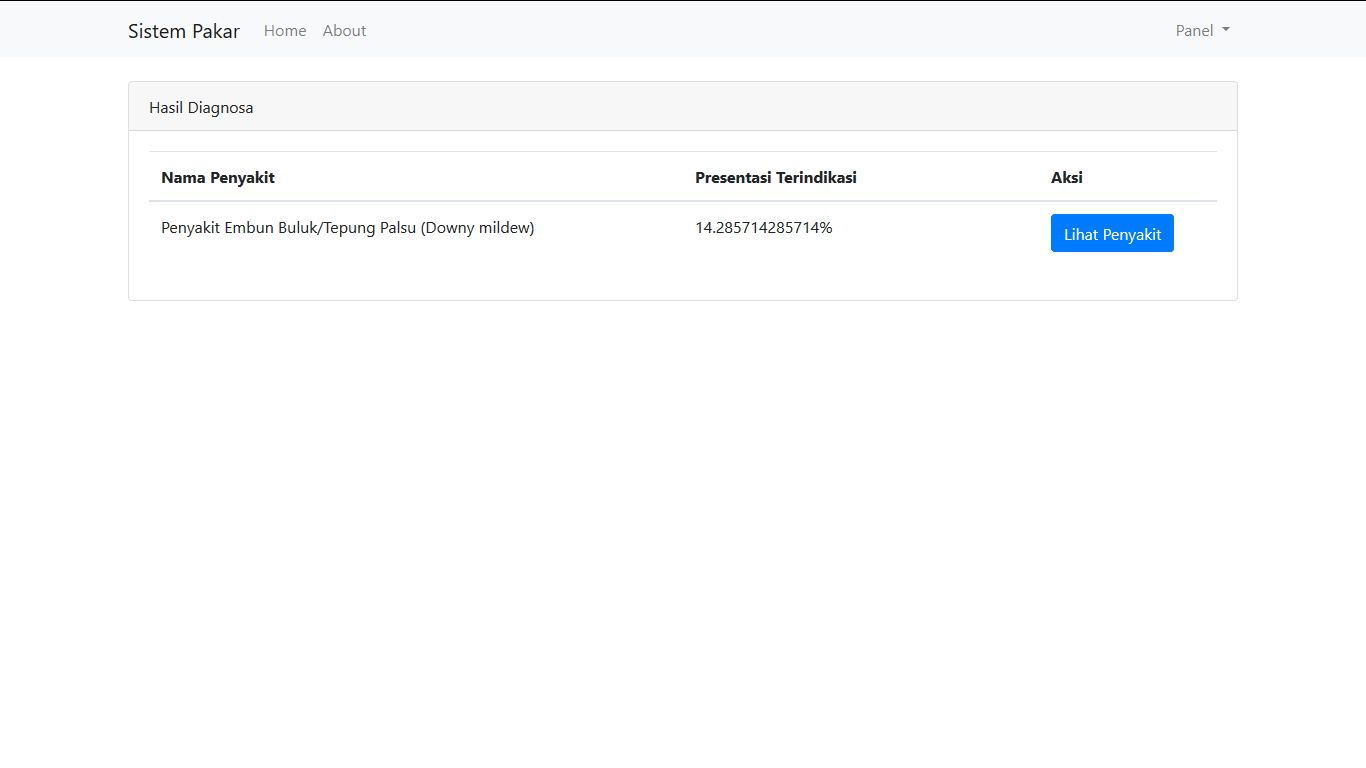 Sistem Pakar Home About Panel
Hasil Diagnosa
Nama Penyakit Presentasi Terindikasi Aksi
Penyakit Embun Buluk/Tepung Palsu (Downy mildew) 14.285714285714% Lihat Penyakit